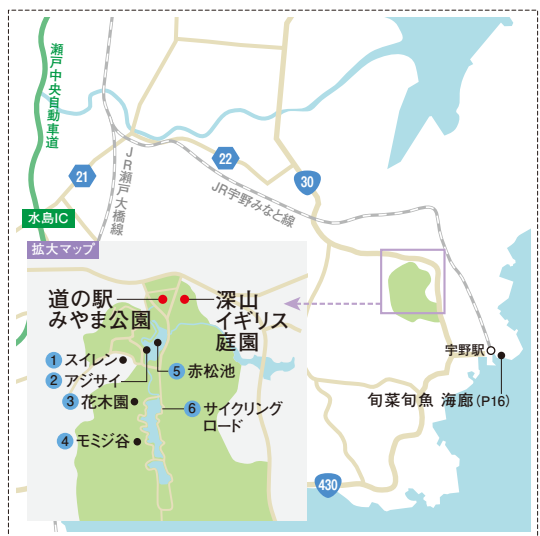 瀬戸中央自動車道
21
JR瀬戸大橋線
22
30
JR宇野みなと線
水島IC
拡大マップ
道の駅
みやま公園
深山
イギリス
庭園
1 スイレン
2 アジサイ
3 花木園
4 モミジ谷
5 赤松池
6 サイクリング
ロード
宇野駅
旬菜旬魚 海廊(P16)
430